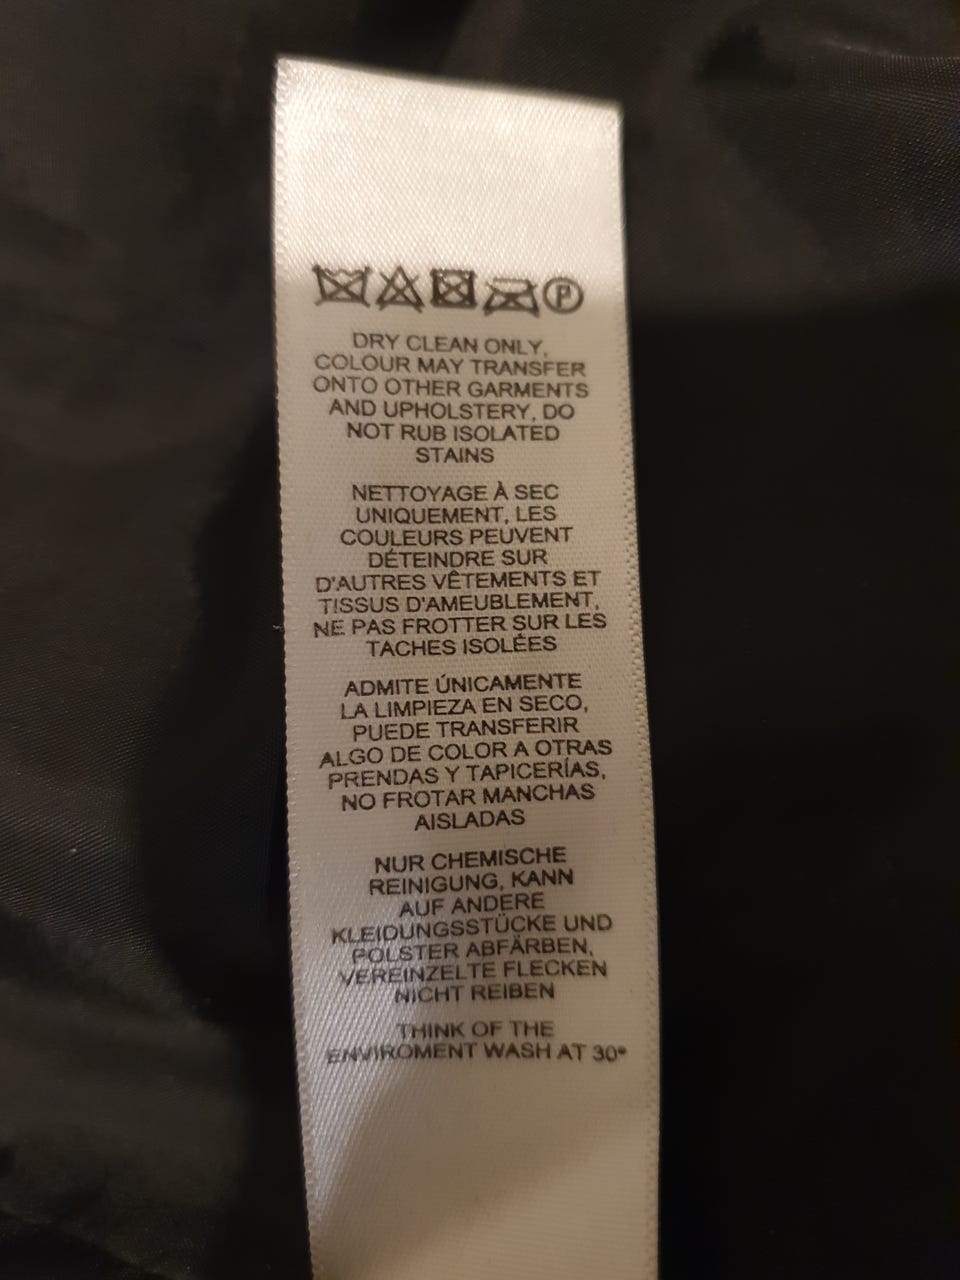 P
DRY CLEAN ONLY,
COLOUR MAY TRANSFER
ONTO OTHER GARMENTS
AND UPHOLSTERY, DO
NOT RUB ISOLATED
STAINS
NETTOYAGE À SEC
UNIQUEMENT, LES
COULEURS PEUVENT
DÉTEINDRE SUR
D'AUTRES VÊTEMENTS ET
TISSUS D'AMEUBLEMENT,
NE PAS FROTTER SUR LES
TACHES ISOLÉES
ADMITE ÚNICAMENTE
LA LIMPIEZA EN SECO,
PUEDE TRANSFERIR
ALGO DE COLOR A OTRAS
PRENDAS Y TAPICERÍAS,
NO FROTAR MANCHAS
AISLADAS
NUR CHEMISCHE
REINIGUNG, KANN
AUF ANDERE
KLEIDUNGSSTÜCKE UND
POLSTER ABFÄRBEN,
VEREINZELTE FLECKEN
NICHT REIBEN
THINK OF THE
ENVIROMENT WASH AT 30°